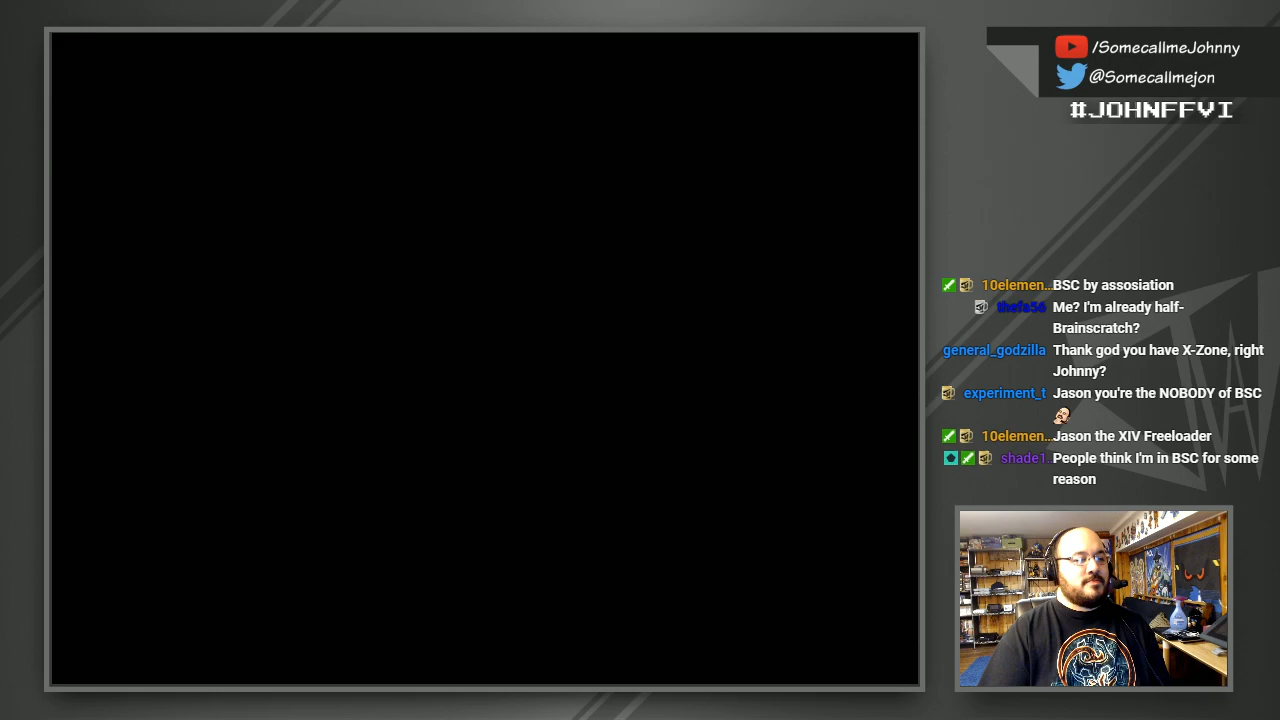 /SomecallmeJohnny
@Somecallmejon
#JOHNFFVI
10elemen... BSC by assosiation
thefa56 Me? I'm already half-
Brainscratch?
general_godzilla Thank god you have X-Zone, right
Johnny?
experiment_t Jason you're the NOBODY of BSC
10elemen... Jason the XIV Freeloader
shade1... People think I'm in BSC for some
reason